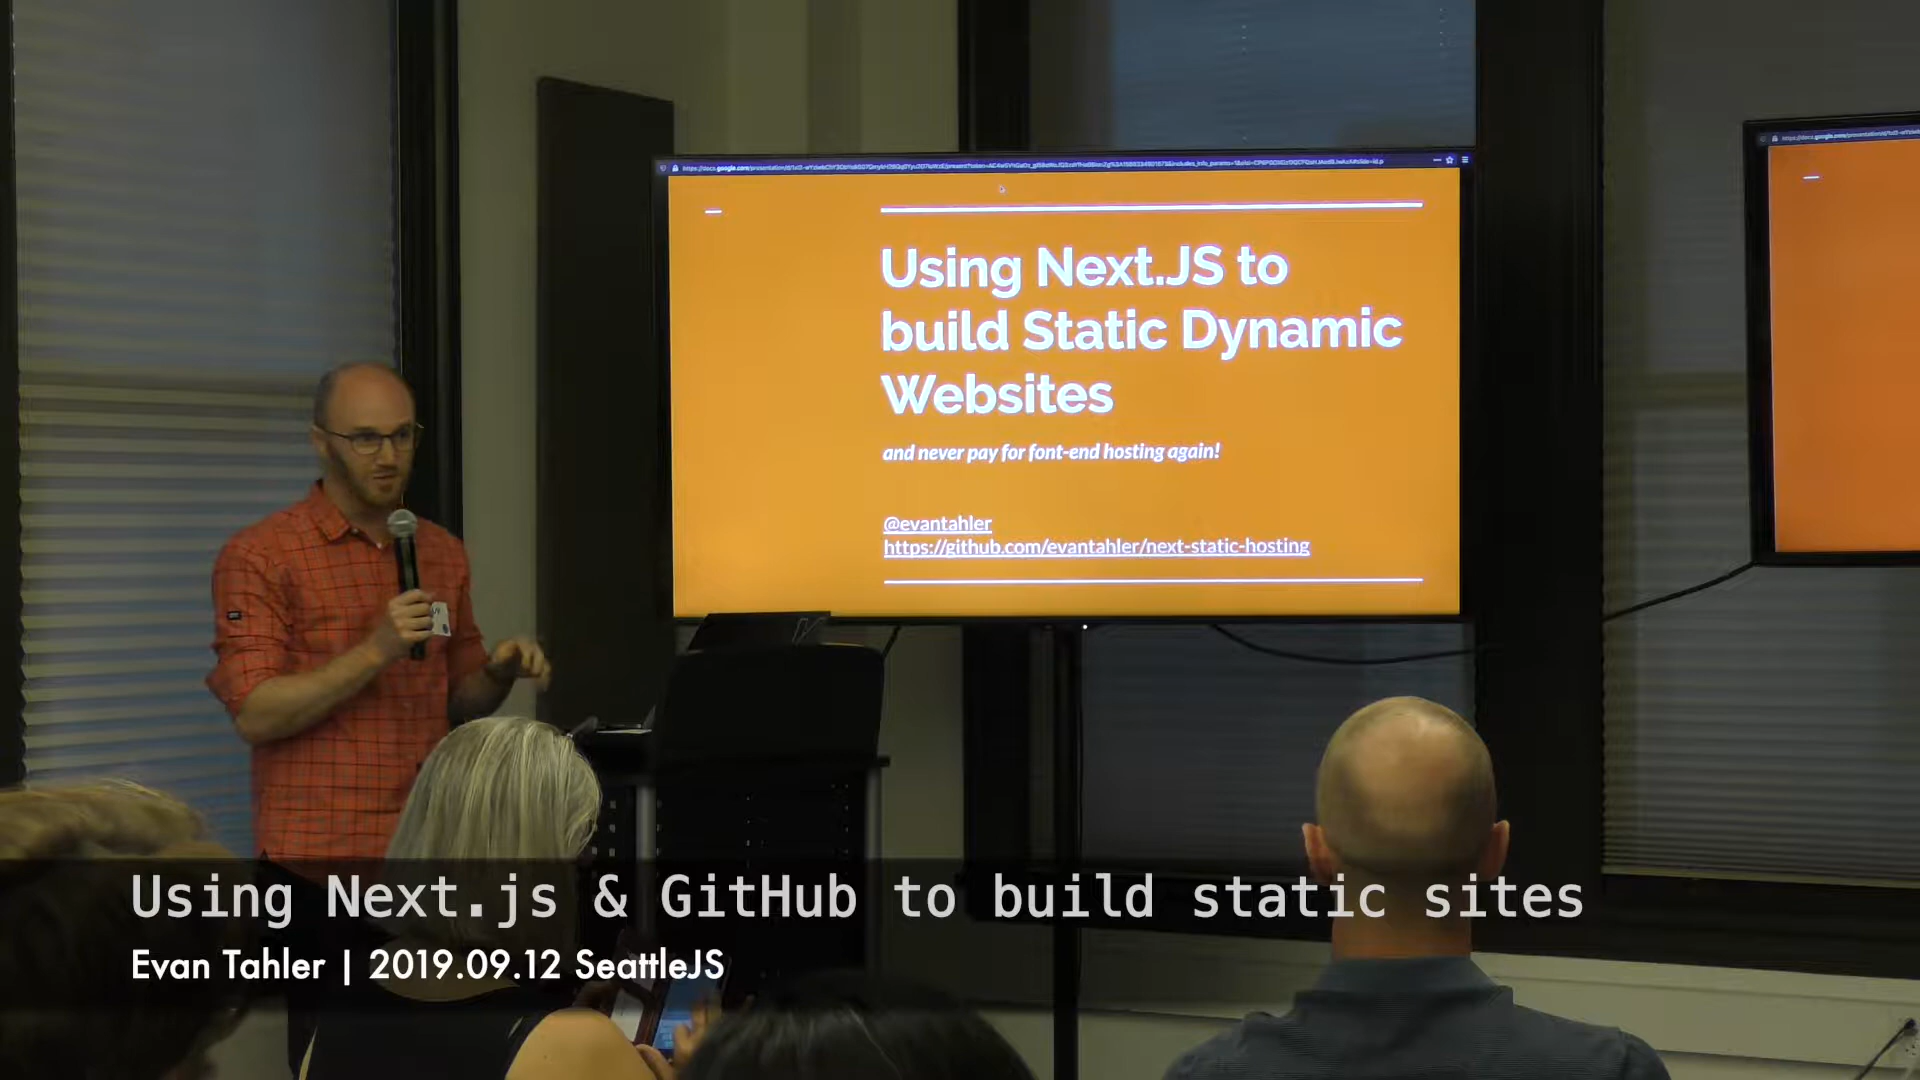 Using Next.JS to
build Static Dynamic
Websites
and never pay for font-end hosting again!
@evantahler
https://github.com/evantahler/next-static-hosting
Using Next.js & GitHub to build static sites
Evan Tahler | 2019.09.12 SeattleJS